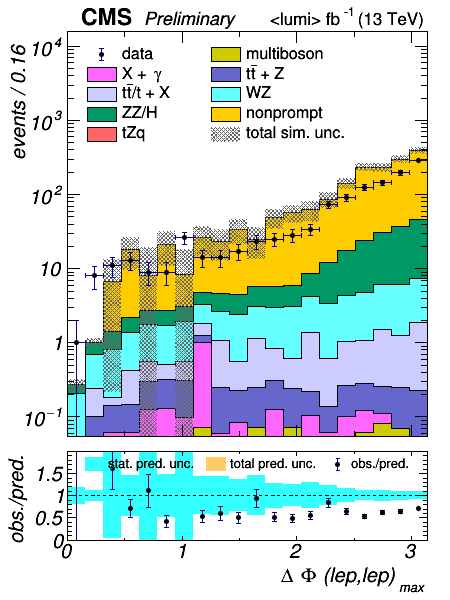 CMS Preliminary <lumi> fb⁻¹ (13 TeV)
events / 0.16
10⁴
10³
10²
10
1
10⁻¹
data
multiboson
X + γ
tt̄ + Z
tt̄/t + X
WZ
ZZ/H
nonprompt
tZq
total sim. unc.
obs./pred.
1.5
1
0.5
0
stat. pred. unc. total pred. unc. obs./pred.
0 1 2 3
Δ Φ (lep,lep) max